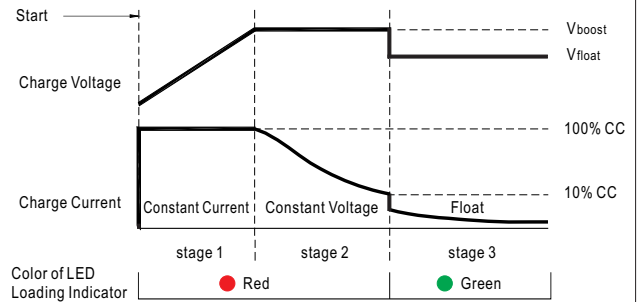 Start
Vboost
Vfloat
Charge Voltage
100% CC
10% CC
Charge Current
Constant Current
Constant Voltage
Float
stage 1
stage 2
stage 3
Color of LED
Loading Indicator
Red
Green